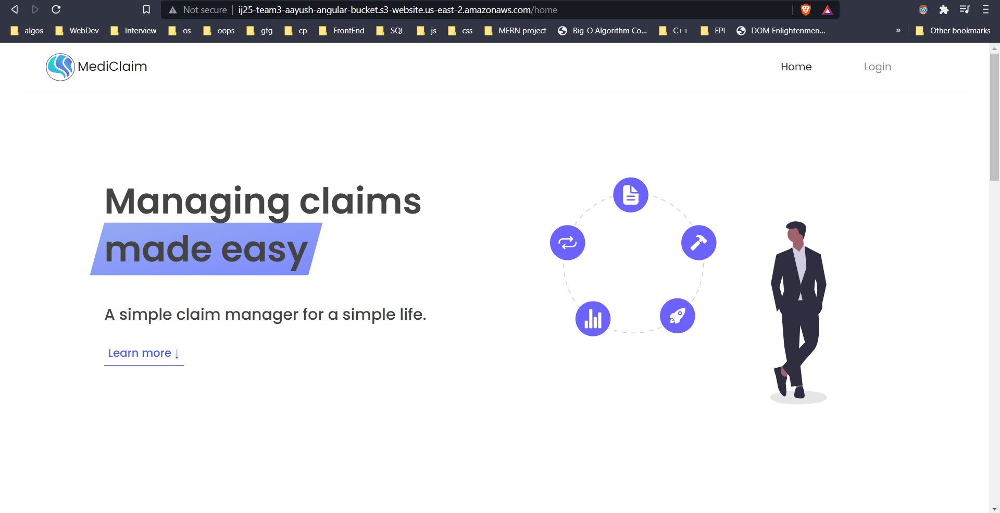 Not secure | ij25-team3-aayush-angular-bucket.s3-website.us-east-2.amazonaws.com/home
algos WebDev Interview os oops gfg cp FrontEnd SQL js css MERN project Big-O Algorithm Co... C++ EPI DOM Enlightenmen... » Other bookmarks
MediClaim Home Login
Managing claims
made easy
A simple claim manager for a simple life.
Learn more ↓